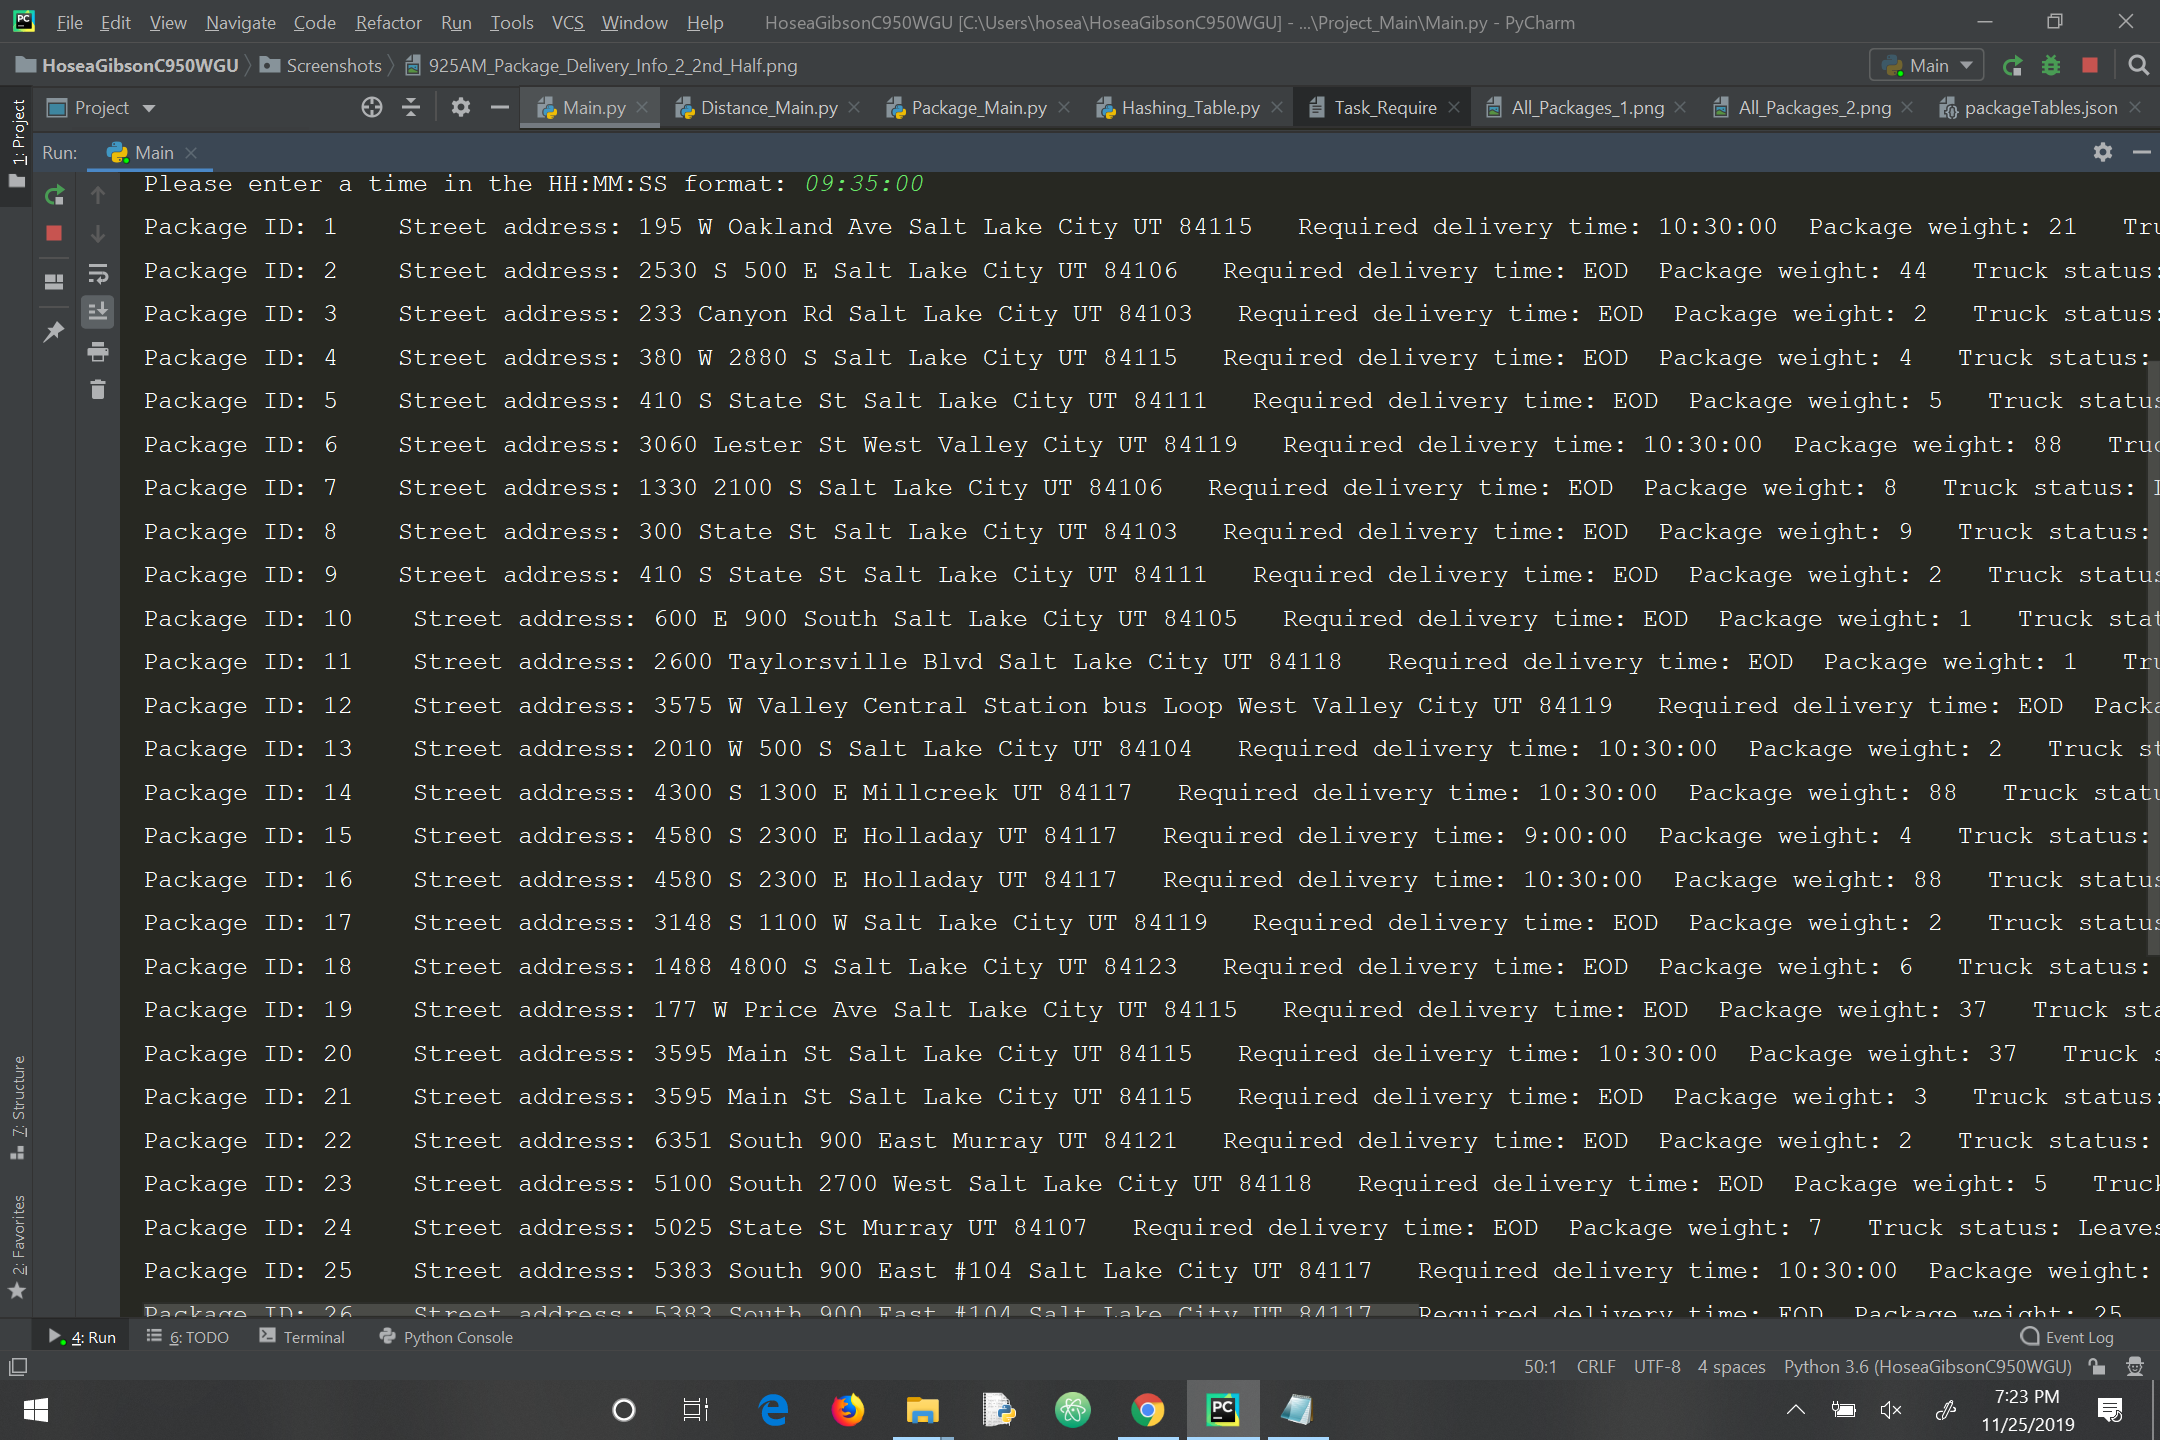 File Edit View Navigate Code Refactor Run Tools VCS Window Help HoseaGibsonC950WGU [C:\Users\hosea\HoseaGibsonC950WGU] - ...\Project_Main\Main.py - PyCharm
HoseaGibsonC950WGU Screenshots 925AM_Package_Delivery_Info_2_2nd_Half.png Main
Project Main.py Distance_Main.py Package_Main.py Hashing_Table.py Task_Require All_Packages_1.png All_Packages_2.png packageTables.json
1: Project
Run: Main
Please enter a time in the HH:MM:SS format: 09:35:00
Package ID: 1 Street address: 195 W Oakland Ave Salt Lake City UT 84115 Required delivery time: 10:30:00 Package weight: 21 Tru
Package ID: 2 Street address: 2530 S 500 E Salt Lake City UT 84106 Required delivery time: EOD Package weight: 44 Truck status:
Package ID: 3 Street address: 233 Canyon Rd Salt Lake City UT 84103 Required delivery time: EOD Package weight: 2 Truck status:
Package ID: 4 Street address: 380 W 2880 S Salt Lake City UT 84115 Required delivery time: EOD Package weight: 4 Truck status:
Package ID: 5 Street address: 410 S State St Salt Lake City UT 84111 Required delivery time: EOD Package weight: 5 Truck status
Package ID: 6 Street address: 3060 Lester St West Valley City UT 84119 Required delivery time: 10:30:00 Package weight: 88 Truc
Package ID: 7 Street address: 1330 2100 S Salt Lake City UT 84106 Required delivery time: EOD Package weight: 8 Truck status:
Package ID: 8 Street address: 300 State St Salt Lake City UT 84103 Required delivery time: EOD Package weight: 9 Truck status:
Package ID: 9 Street address: 410 S State St Salt Lake City UT 84111 Required delivery time: EOD Package weight: 2 Truck status
Package ID: 10 Street address: 600 E 900 South Salt Lake City UT 84105 Required delivery time: EOD Package weight: 1 Truck stat
Package ID: 11 Street address: 2600 Taylorsville Blvd Salt Lake City UT 84118 Required delivery time: EOD Package weight: 1 Tru
Package ID: 12 Street address: 3575 W Valley Central Station bus Loop West Valley City UT 84119 Required delivery time: EOD Packa
Package ID: 13 Street address: 2010 W 500 S Salt Lake City UT 84104 Required delivery time: 10:30:00 Package weight: 2 Truck st
Package ID: 14 Street address: 4300 S 1300 E Millcreek UT 84117 Required delivery time: 10:30:00 Package weight: 88 Truck statu
Package ID: 15 Street address: 4580 S 2300 E Holladay UT 84117 Required delivery time: 9:00:00 Package weight: 4 Truck status:
Package ID: 16 Street address: 4580 S 2300 E Holladay UT 84117 Required delivery time: 10:30:00 Package weight: 88 Truck status
Package ID: 17 Street address: 3148 S 1100 W Salt Lake City UT 84119 Required delivery time: EOD Package weight: 2 Truck status
Package ID: 18 Street address: 1488 4800 S Salt Lake City UT 84123 Required delivery time: EOD Package weight: 6 Truck status:
Package ID: 19 Street address: 177 W Price Ave Salt Lake City UT 84115 Required delivery time: EOD Package weight: 37 Truck sta
Package ID: 20 Street address: 3595 Main St Salt Lake City UT 84115 Required delivery time: 10:30:00 Package weight: 37 Truck s
Package ID: 21 Street address: 3595 Main St Salt Lake City UT 84115 Required delivery time: EOD Package weight: 3 Truck status:
Package ID: 22 Street address: 6351 South 900 East Murray UT 84121 Required delivery time: EOD Package weight: 2 Truck status:
Package ID: 23 Street address: 5100 South 2700 West Salt Lake City UT 84118 Required delivery time: EOD Package weight: 5 Truck
Package ID: 24 Street address: 5025 State St Murray UT 84107 Required delivery time: EOD Package weight: 7 Truck status: Leaves
Package ID: 25 Street address: 5383 South 900 East #104 Salt Lake City UT 84117 Required delivery time: 10:30:00 Package weight:
Package ID: 26 Street address: 5383 South 900 East #104 Salt Lake City UT 84117 Required delivery time: EOD Package weight: 25
7: Structure
2: Favorites
4: Run 6: TODO Terminal Python Console Event Log
50:1 CRLF UTF-8 4 spaces Python 3.6 (HoseaGibsonC950WGU)
7:23 PM
11/25/2019